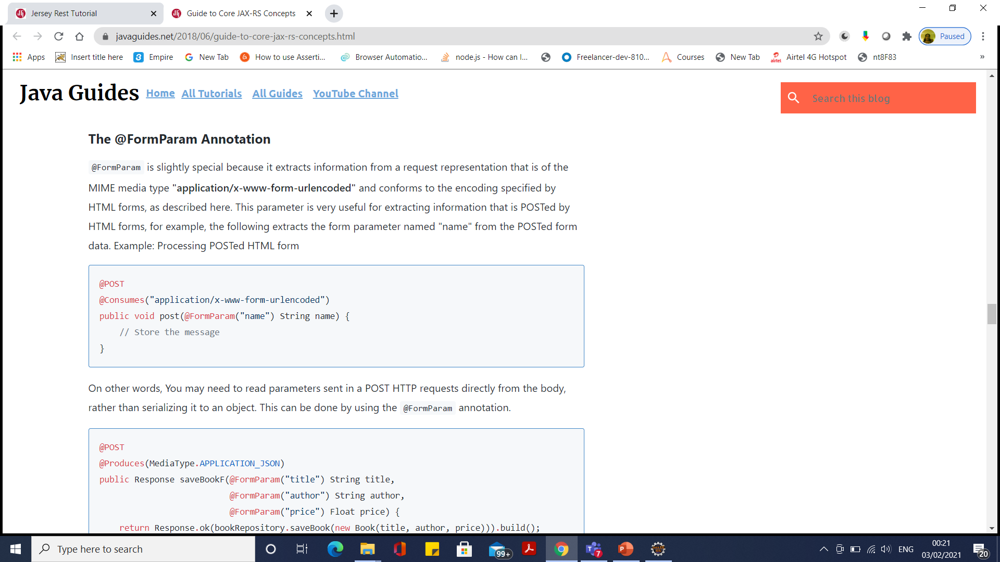 Jersey Rest Tutorial
Guide to Core JAX-RS Concepts
javaguides.net/2018/06/guide-to-core-jax-rs-concepts.html
Paused
Apps
Insert title here
Empire
New Tab
How to use Asserti...
Browser Automatio...
node.js - How can I...
Freelancer-dev-810...
Courses
New Tab
airtel
Airtel 4G Hotspot
nt8F83
»
Java Guides
Home
All Tutorials
All Guides
YouTube Channel
Search this blog
The @FormParam Annotation
@FormParam is slightly special because it extracts information from a request representation that is of the
MIME media type "application/x-www-form-urlencoded" and conforms to the encoding specified by
HTML forms, as described here. This parameter is very useful for extracting information that is POSTed by
HTML forms, for example, the following extracts the form parameter named "name" from the POSTed form
data. Example: Processing POSTed HTML form
@POST
@Consumes("application/x-www-form-urlencoded")
public void post(@FormParam("name") String name) {
    // Store the message
}
On other words, You may need to read parameters sent in a POST HTTP requests directly from the body,
rather than serializing it to an object. This can be done by using the @FormParam annotation.
@POST
@Produces(MediaType.APPLICATION_JSON)
public Response saveBookF(@FormParam("title") String title,
                          @FormParam("author") String author,
                          @FormParam("price") Float price) {
    return Response.ok(bookRepository.saveBook(new Book(title, author, price))).build();
Type here to search
99+
7
ENG
00:21
03/02/2021
20